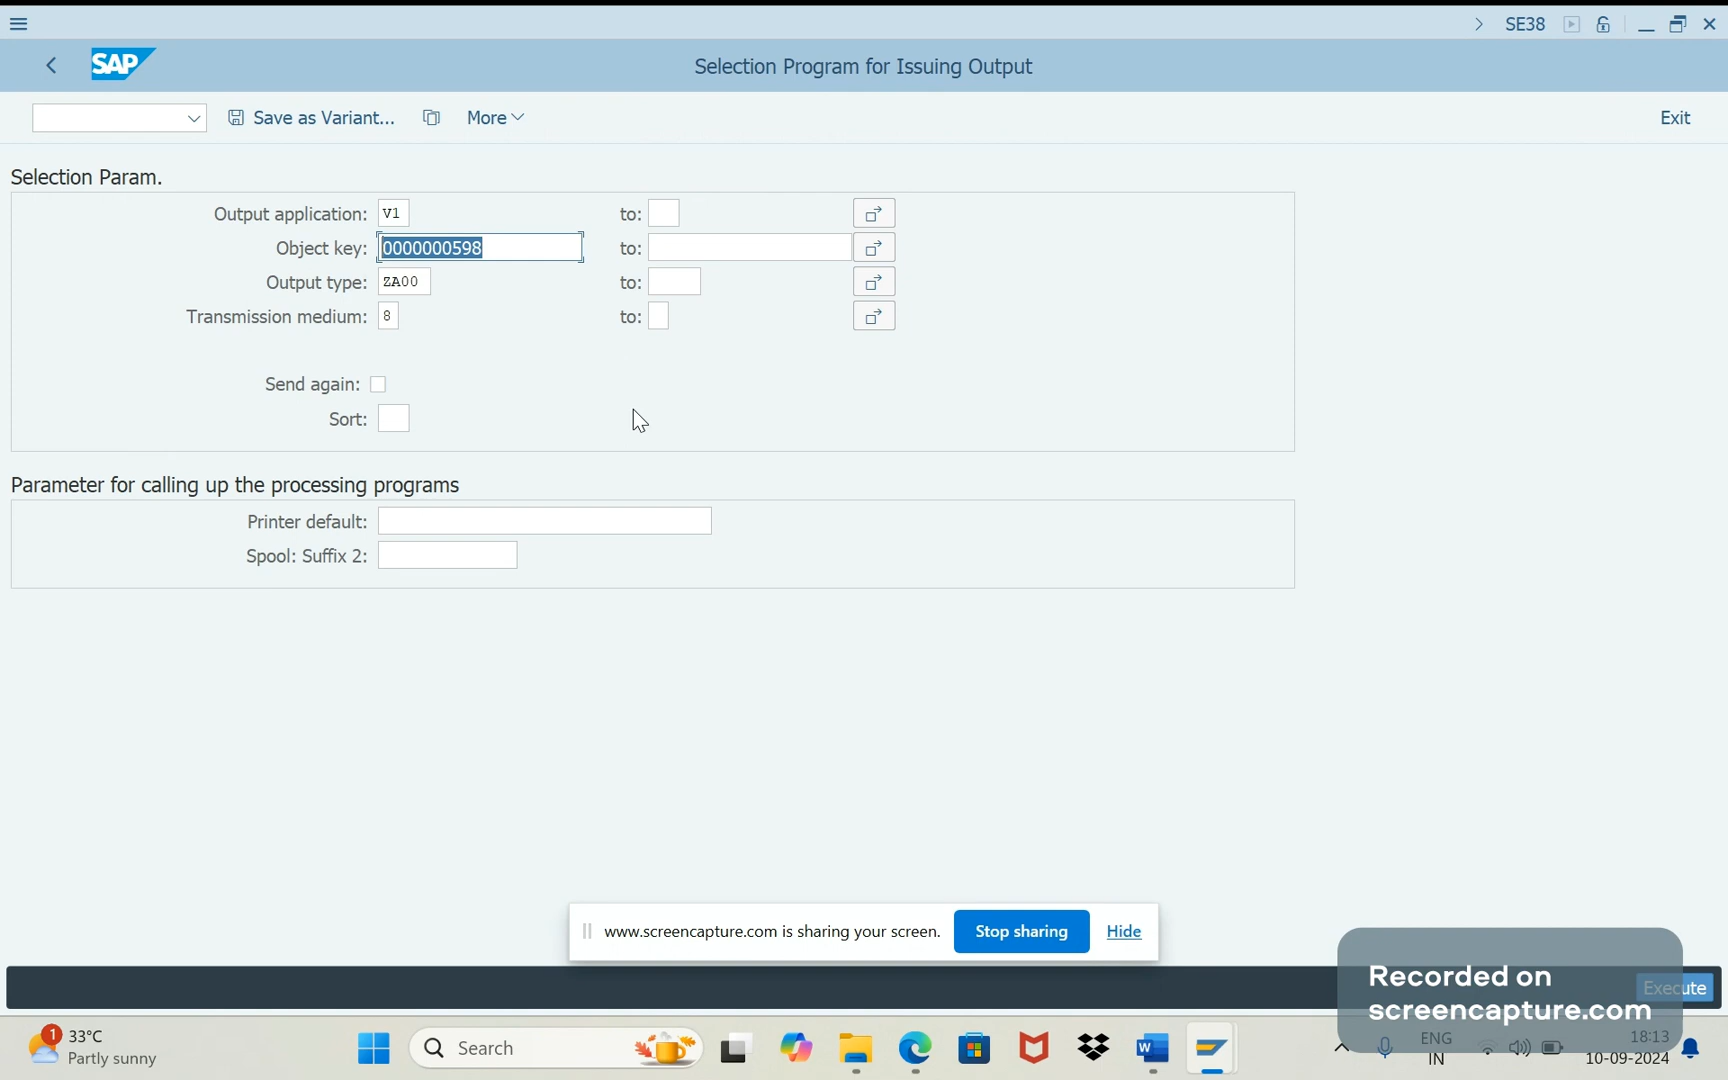 SE38
SAP
Selection Program for Issuing Output
Save as Variant...
More
Exit
Selection Param.
Output application: V1 to:
Object key: 0000000598 to:
Output type: ZA00 to:
Transmission medium: 8 to:
Send again:
Sort:
Parameter for calling up the processing programs
Printer default:
Spool: Suffix 2:
www.screencapture.com is sharing your screen. Stop sharing Hide
Execute
Recorded on
screencapture.com
1
33°C
Partly sunny
Search
W
ENG
IN
18:13
10-09-2024